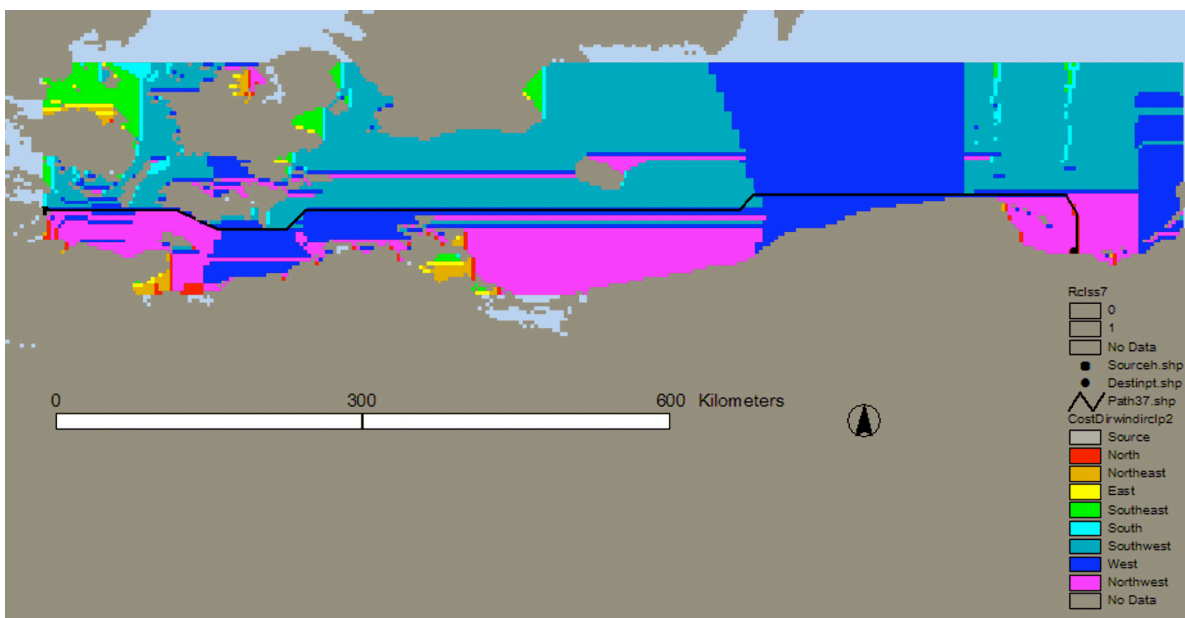 0 300 600 Kilometers
Rclss7
0
1
No Data
Sourceh.shp
Destinpt.shp
Path37.shp
CostDirwindirclp2
Source
North
Northeast
East
Southeast
South
Southwest
West
Northwest
No Data